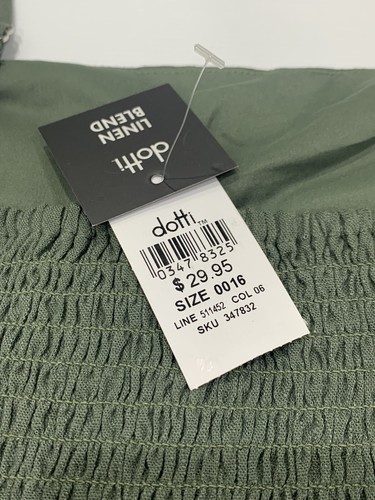 dotti
LINEN
BLEND
dotti™
0347 8325
$29.95
SIZE 0016
LINE 511452 COL 06
SKU 347832